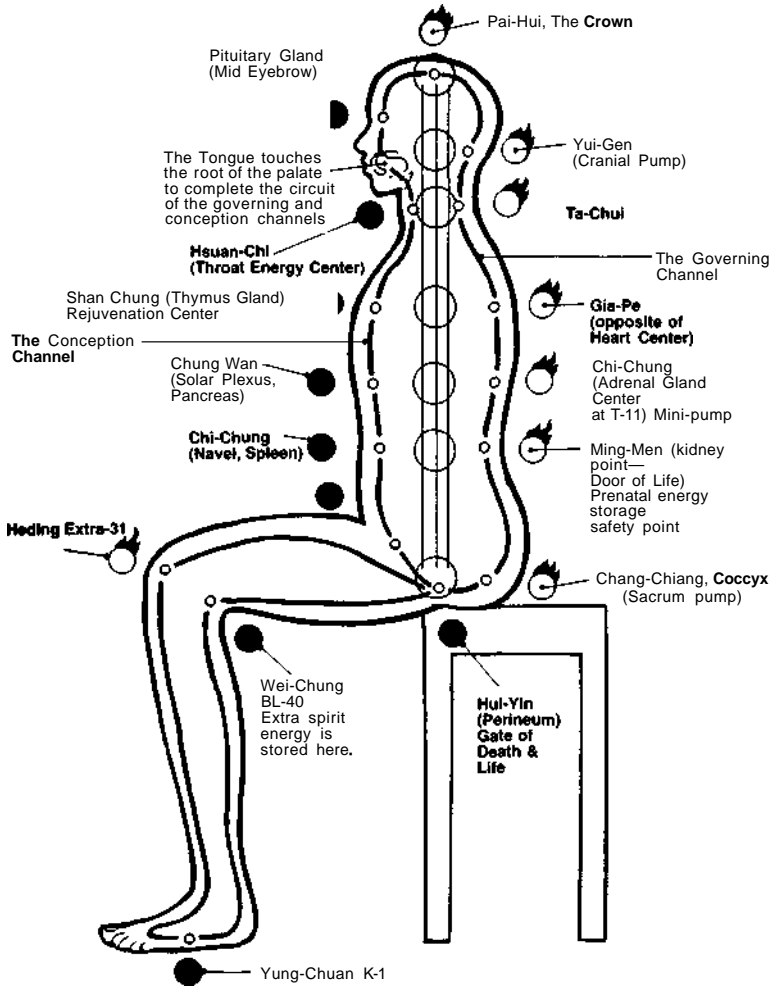 Pai-Hui, The Crown
Pituitary Gland
(Mid Eyebrow)
Yui-Gen
(Cranial Pump)
The Tongue touches
the root of the palate
to complete the circuit
of the governing and
conception channels
Ta-Chui
Hsuan-Chi
(Throat Energy Center)
The Governing
Channel
Shan Chung (Thymus Gland)
Rejuvenation Center
Gia-Pe
(opposite of
Heart Center)
The Conception
Channel
Chung Wan
(Solar Plexus,
Pancreas)
Chi-Chung
(Adrenal Gland
Center
at T-11) Mini-pump
Chi-Chung
(Navel, Spleen)
Ming-Men (kidney
point—
Door of Life)
Prenatal energy
storage
safety point
Heding Extra-31
Chang-Chiang, Coccyx
(Sacrum pump)
Wei-Chung
BL-40
Extra spirit
energy is
stored here.
Hui-Yin
(Perineum)
Gate of
Death &
Life
Yung-Chuan K-1